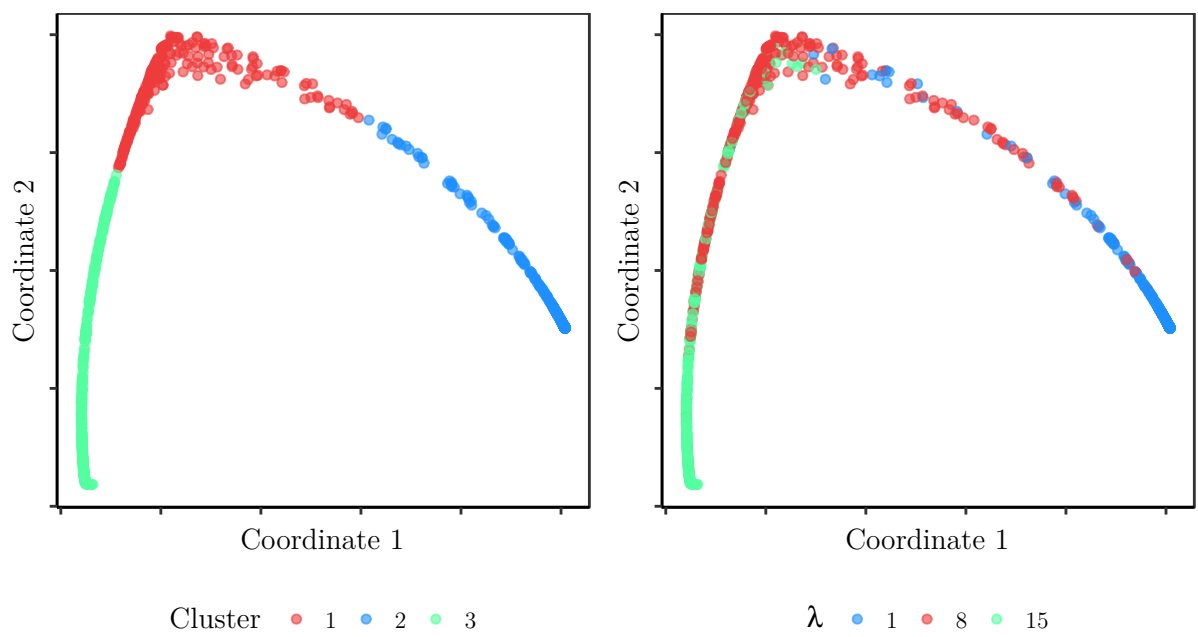 Coordinate 2
Coordinate 1
Cluster 1 2 3
Coordinate 2
Coordinate 1
λ 1 8 15